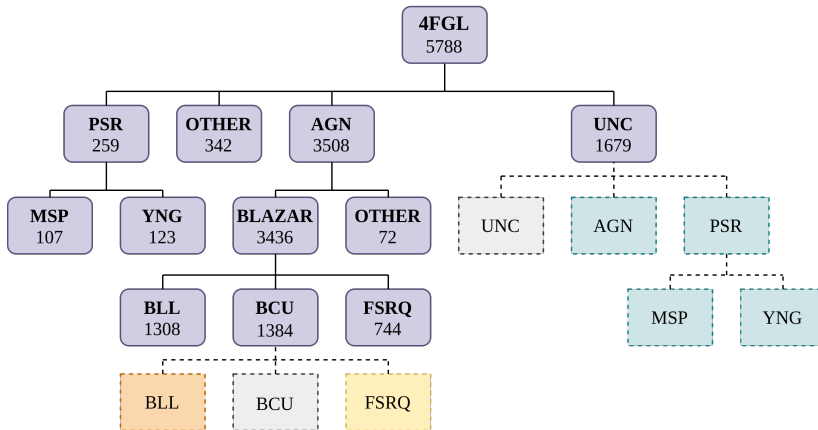 4FGL
5788
PSR
259
OTHER
342
AGN
3508
UNC
1679
MSP
107
YNG
123
BLAZAR
3436
OTHER
72
UNC
AGN
PSR
BLL
1308
BCU
1384
FSRQ
744
MSP
YNG
BLL
BCU
FSRQ